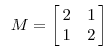 M = [ 2 1
1 2 ]